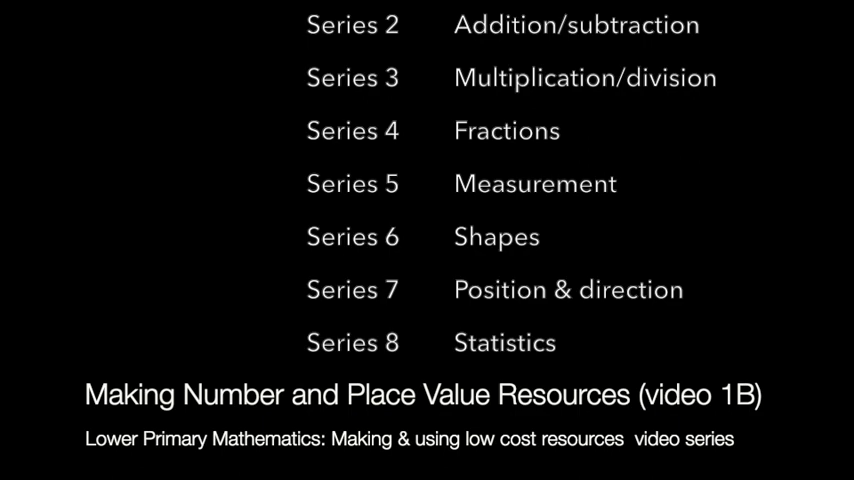 Series 2 Addition/subtraction
Series 3 Multiplication/division
Series 4 Fractions
Series 5 Measurement
Series 6 Shapes
Series 7 Position & direction
Series 8 Statistics
Making Number and Place Value Resources (video 1B)
Lower Primary Mathematics: Making & using low cost resources  video series